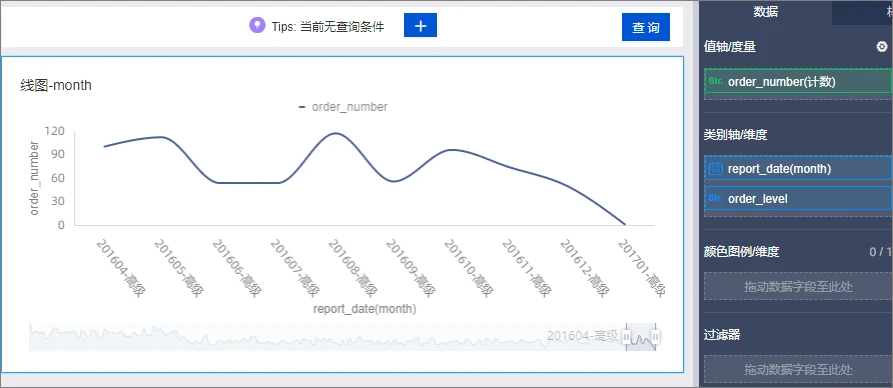 Tips: 当前无查询条件
+
查 询
线图-month
order_number
120
90
60
30
0
order_number
201604-高级
201605-高级
201606-高级
201607-高级
201608-高级
201609-高级
201610-高级
201611-高级
201612-高级
201701-高级
report_date(month)
201604-高级
数据
值轴/度量
Str. order_number(计数)
类别轴/维度
report_date(month)
Str. order_level
颜色图例/维度 0 / 1
拖动数据字段至此处
过滤器
拖动数据字段至此处